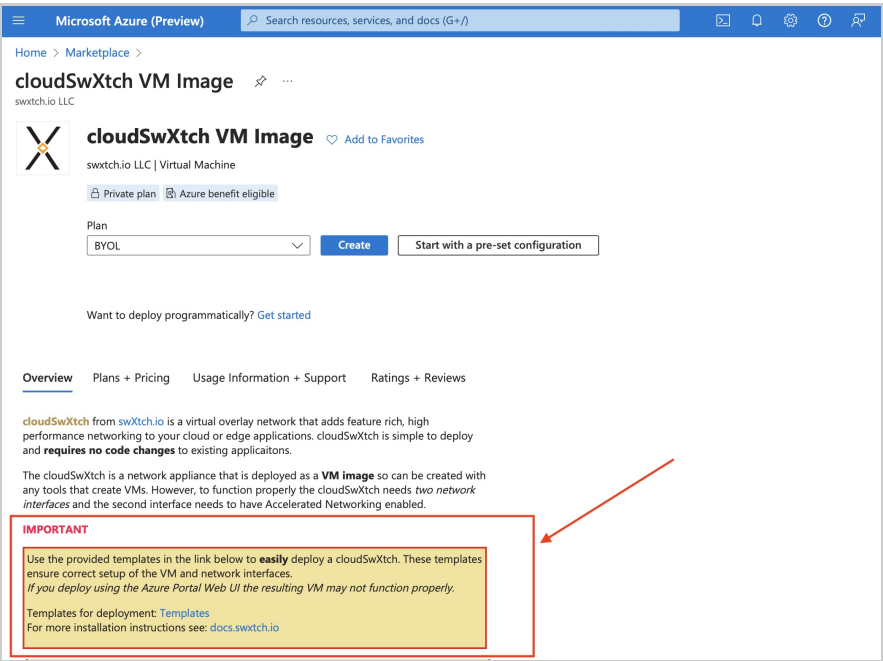 Microsoft Azure (Preview)
Search resources, services, and docs (G+/)
Home > Marketplace >
cloudSwXtch VM Image
swxtch.io LLC
cloudSwXtch VM Image
Add to Favorites
swxtch.io LLC | Virtual Machine
Private plan
Azure benefit eligible
Plan
BYOL
Create
Start with a pre-set configuration
Want to deploy programmatically? Get started
Overview
Plans + Pricing
Usage Information + Support
Ratings + Reviews
cloudSwXtch from swXtch.io is a virtual overlay network that adds feature rich, high
performance networking to your cloud or edge applications. cloudSwXtch is simple to deploy
and requires no code changes to existing applicaitons.
The cloudSwXtch is a network appliance that is deployed as a VM image so can be created with
any tools that create VMs. However, to function properly the cloudSwXtch needs two network
interfaces and the second interface needs to have Accelerated Networking enabled.
IMPORTANT
Use the provided templates in the link below to easily deploy a cloudSwXtch. These templates
ensure correct setup of the VM and network interfaces.
If you deploy using the Azure Portal Web UI the resulting VM may not function properly.
Templates for deployment: Templates
For more installation instructions see: docs.swxtch.io